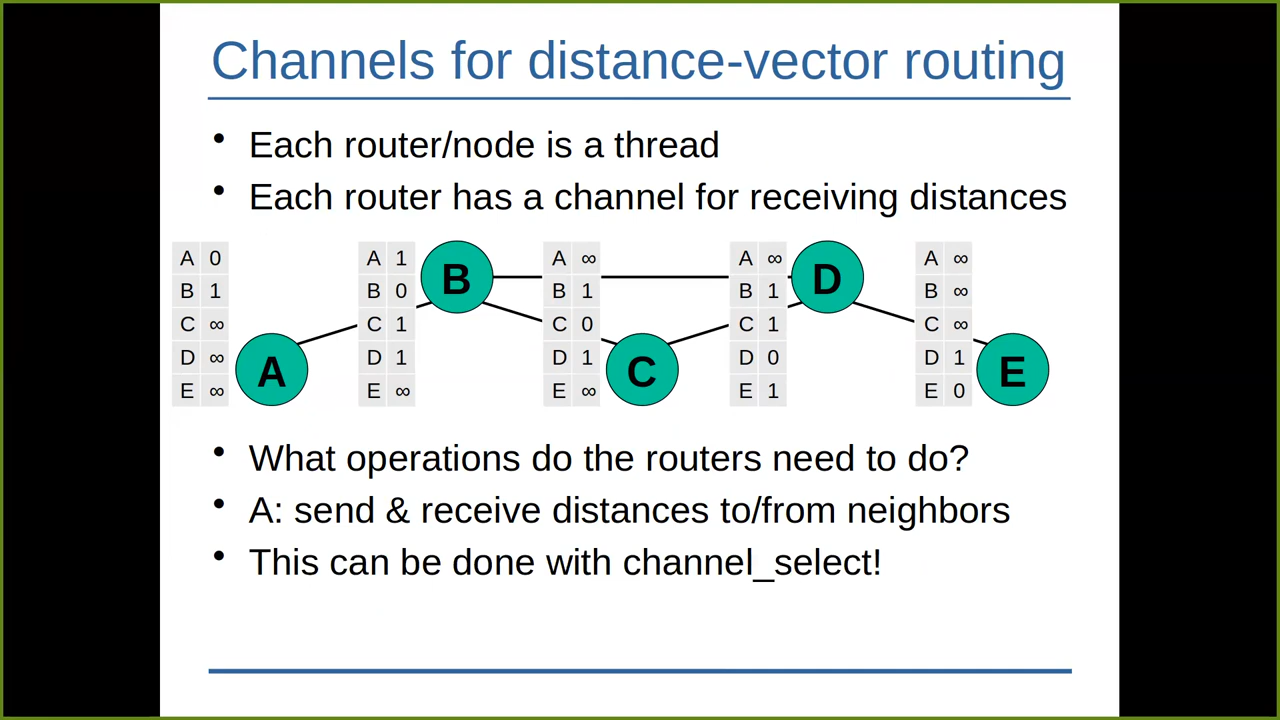 Channels for distance-vector routing
• Each router/node is a thread
• Each router has a channel for receiving distances
A 0
B 1
C ∞
D ∞
E ∞
A
A 1
B 0
C 1
D 1
E ∞
B
A ∞
B 1
C 0
D 1
E ∞
C
A ∞
B 1
C 1
D 0
E 1
D
A ∞
B ∞
C ∞
D 1
E 0
E
• What operations do the routers need to do?
• A: send & receive distances to/from neighbors
• This can be done with channel_select!